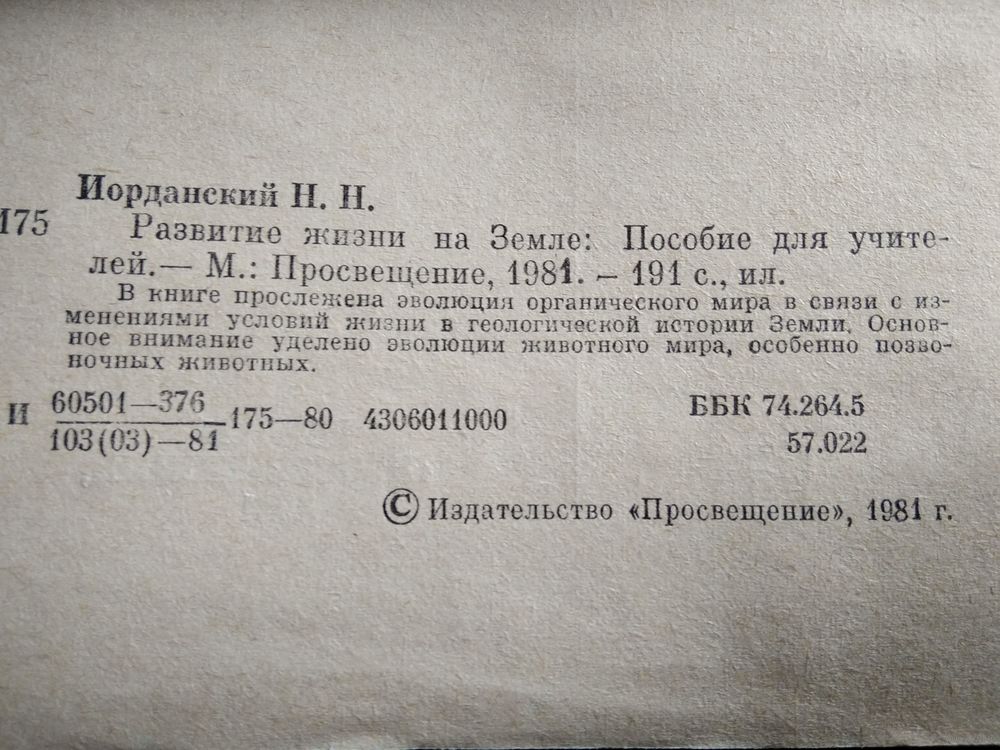 Иорданский Н. Н.
И75 Развитие жизни на Земле: Пособие для учите-
лей.— М.: Просвещение, 1981. — 191 с., ил.
В книге прослежена эволюция органического мира в связи с из-
менениями условий жизни в геологической истории Земли. Основ-
ное внимание уделено эволюции животного мира, особенно позво-
ночных животных.
И 60501—376
103(03)—81 175—80 4306011000
ББК 74.264.5
57.022
© Издательство «Просвещение», 1981 г.